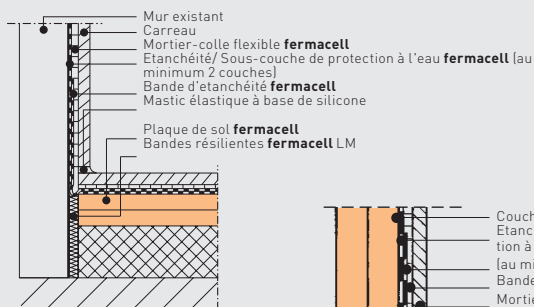 Mur existant
Carreau
Mortier-colle flexible fermacell
Etanchéité/ Sous-couche de protection à l'eau fermacell (au
minimum 2 couches)
Bande d'etanchéité fermacell
Mastic élastique à base de silicone
Plaque de sol fermacell
Bandes résilientes fermacell LM
Couch
Etanc
tion à
(au mi
Bande
Mortie